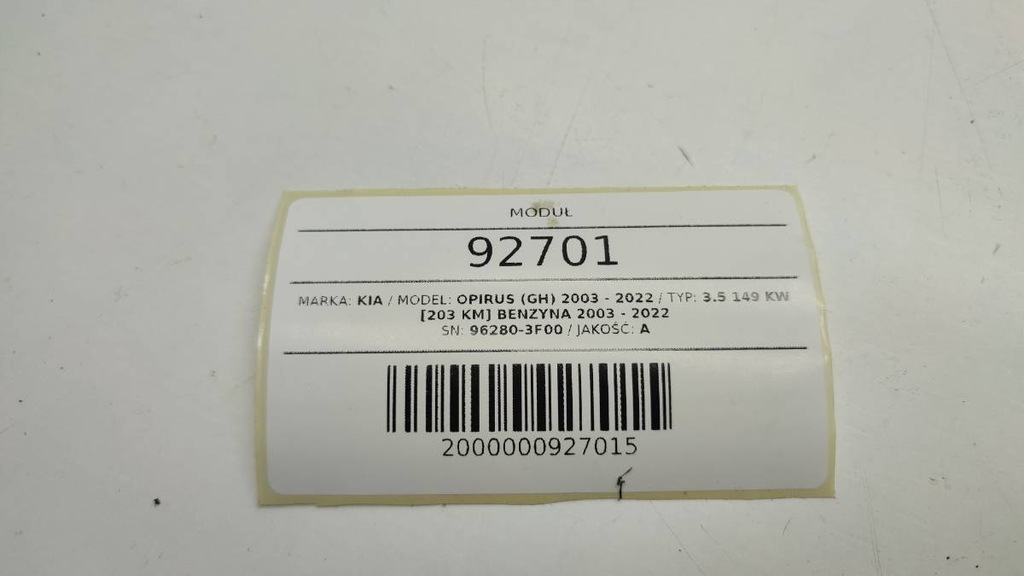 MODUŁ
92701
MARKA: KIA / MODEL: OPIRUS (GH) 2003 - 2022 / TYP: 3.5 149 KW
[203 KM] BENZYNA 2003 - 2022
SN: 96280-3F00 / JAKOŚĆ: A
2000000927015